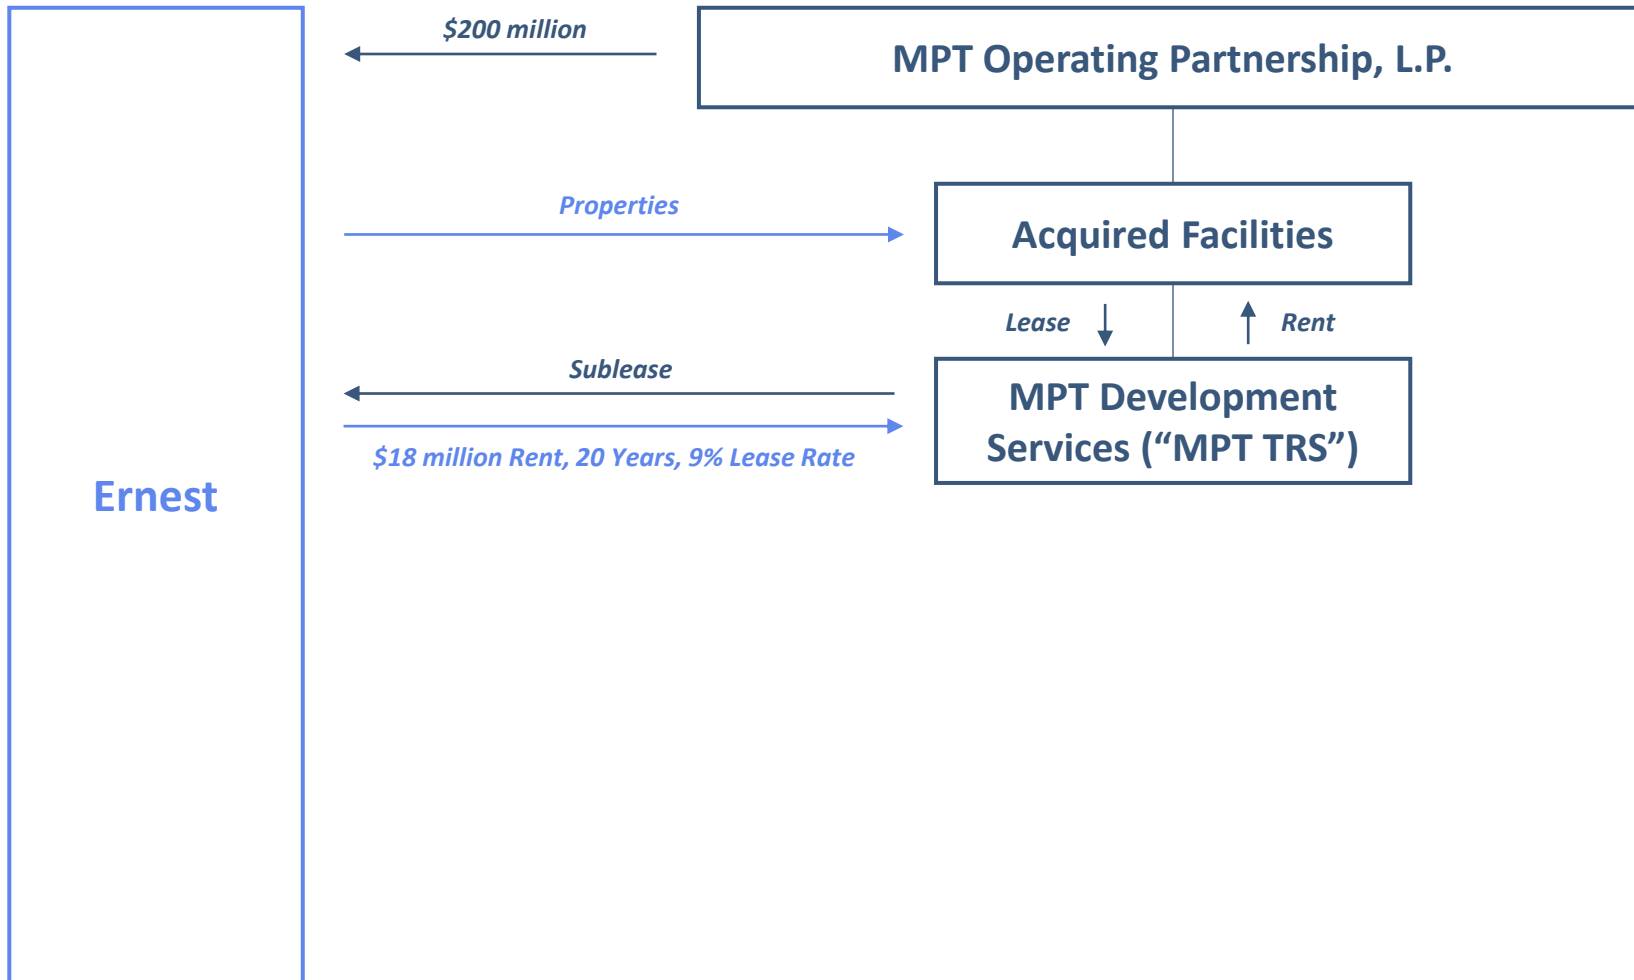 $200 million
MPT Operating Partnership, L.P.
Properties
Acquired Facilities
Lease
Rent
Sublease
MPT Development
Services (“MPT TRS”)
$18 million Rent, 20 Years, 9% Lease Rate
Ernest